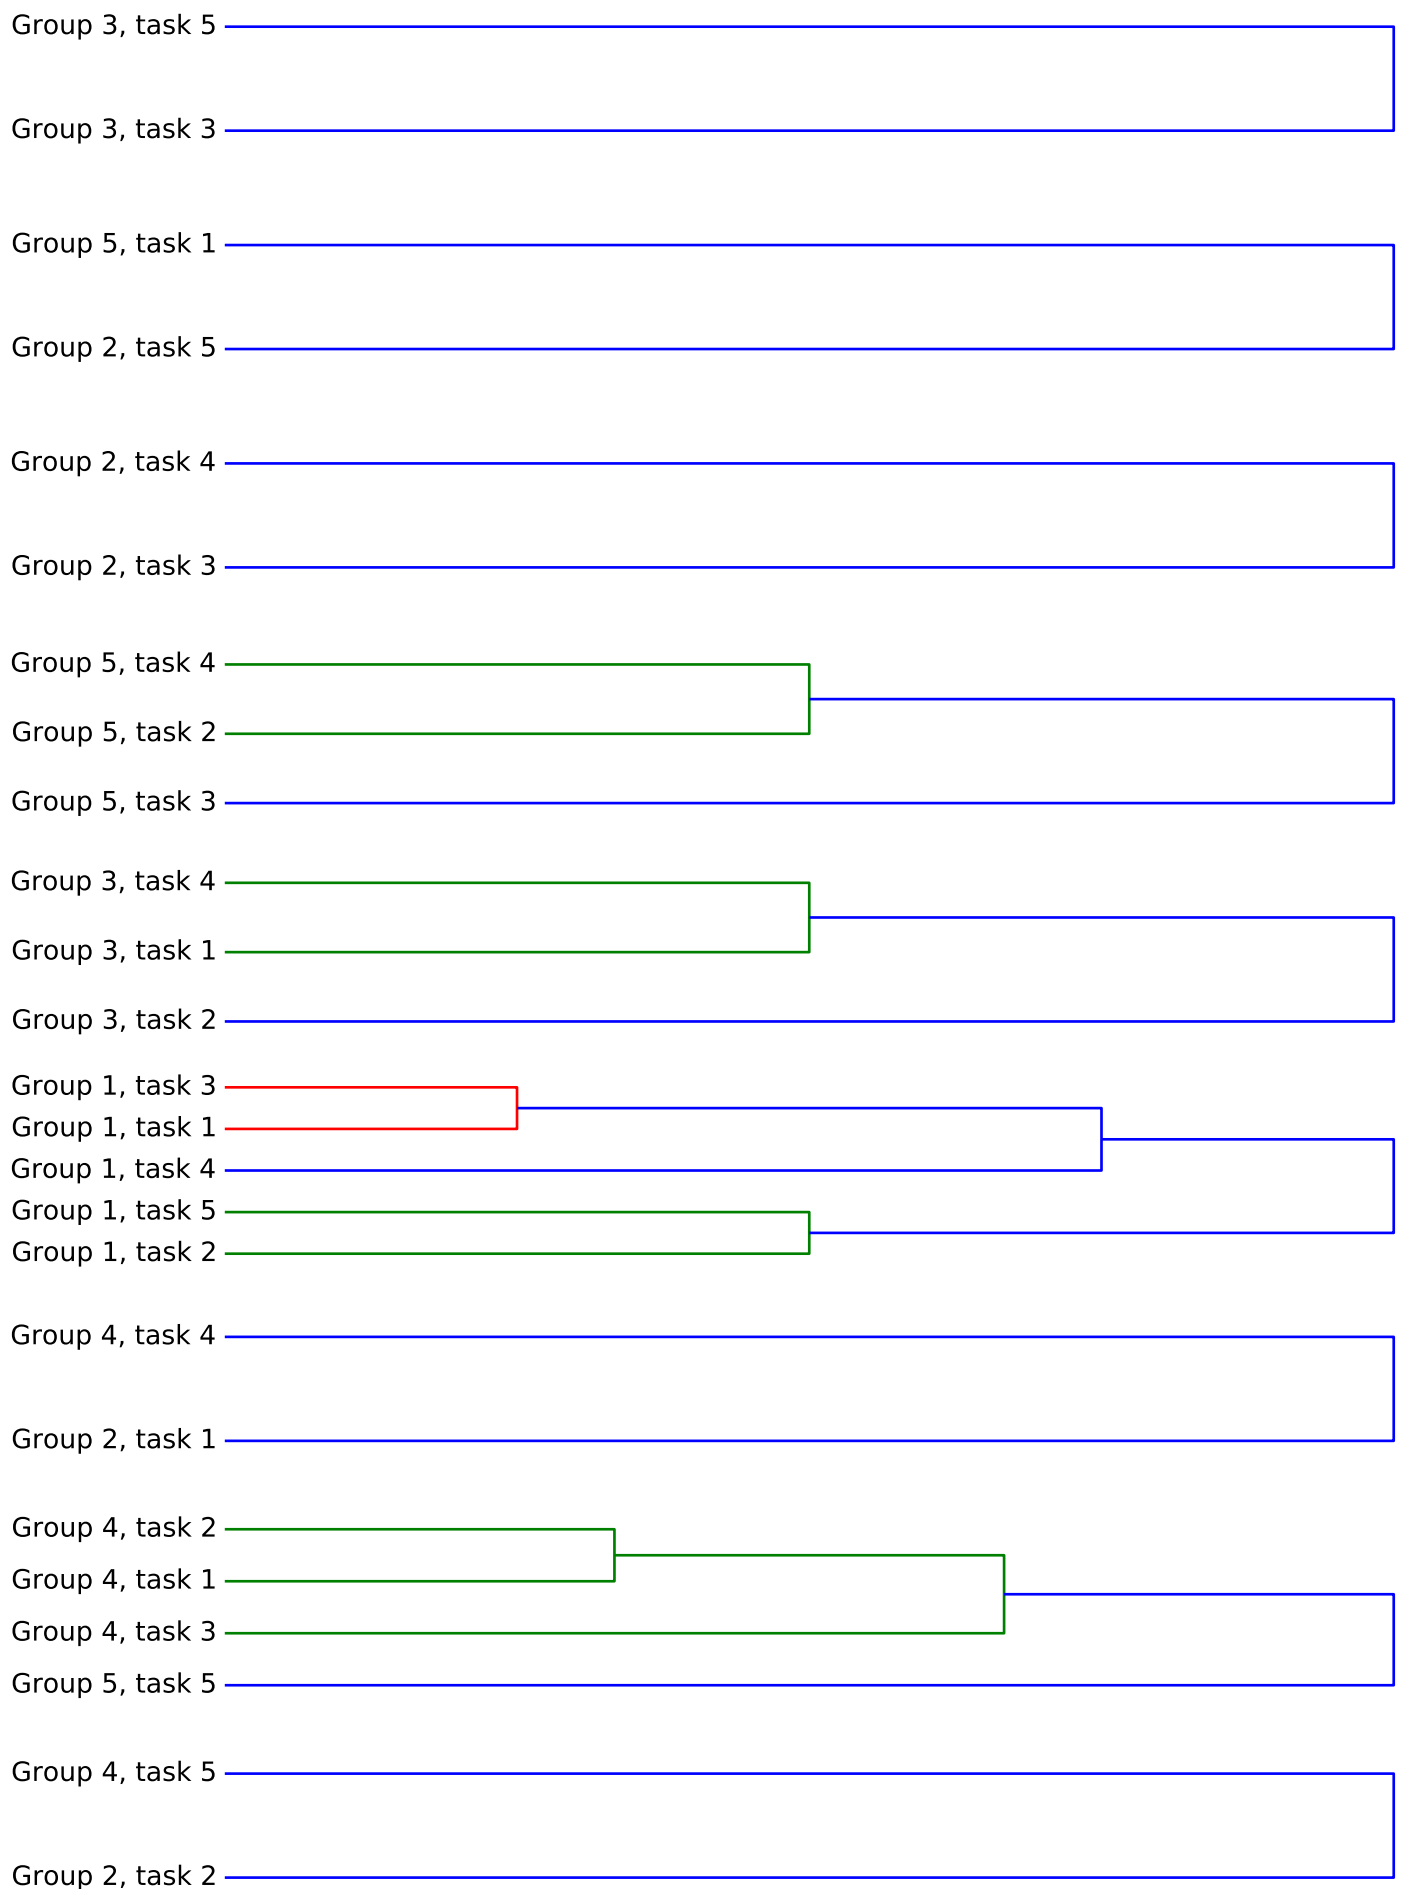 Group 3, task 5
Group 3, task 3
Group 5, task 1
Group 2, task 5
Group 2, task 4
Group 2, task 3
Group 5, task 4
Group 5, task 2
Group 5, task 3
Group 3, task 4
Group 3, task 1
Group 3, task 2
Group 1, task 3
Group 1, task 1
Group 1, task 4
Group 1, task 5
Group 1, task 2
Group 4, task 4
Group 2, task 1
Group 4, task 2
Group 4, task 1
Group 4, task 3
Group 5, task 5
Group 4, task 5
Group 2, task 2